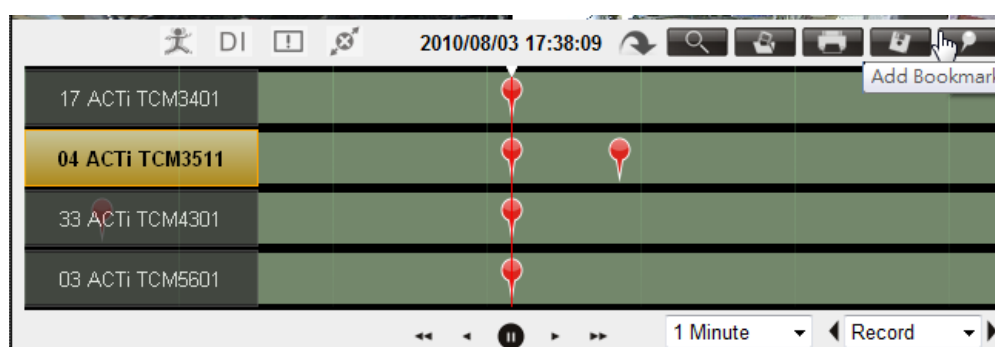 DI 2010/08/03 17:38:09
Add Bookmark
17 ACTi TCM3401
04 ACTi TCM3511
33 ACTi TCM4301
03 ACTi TCM5601
1 Minute Record